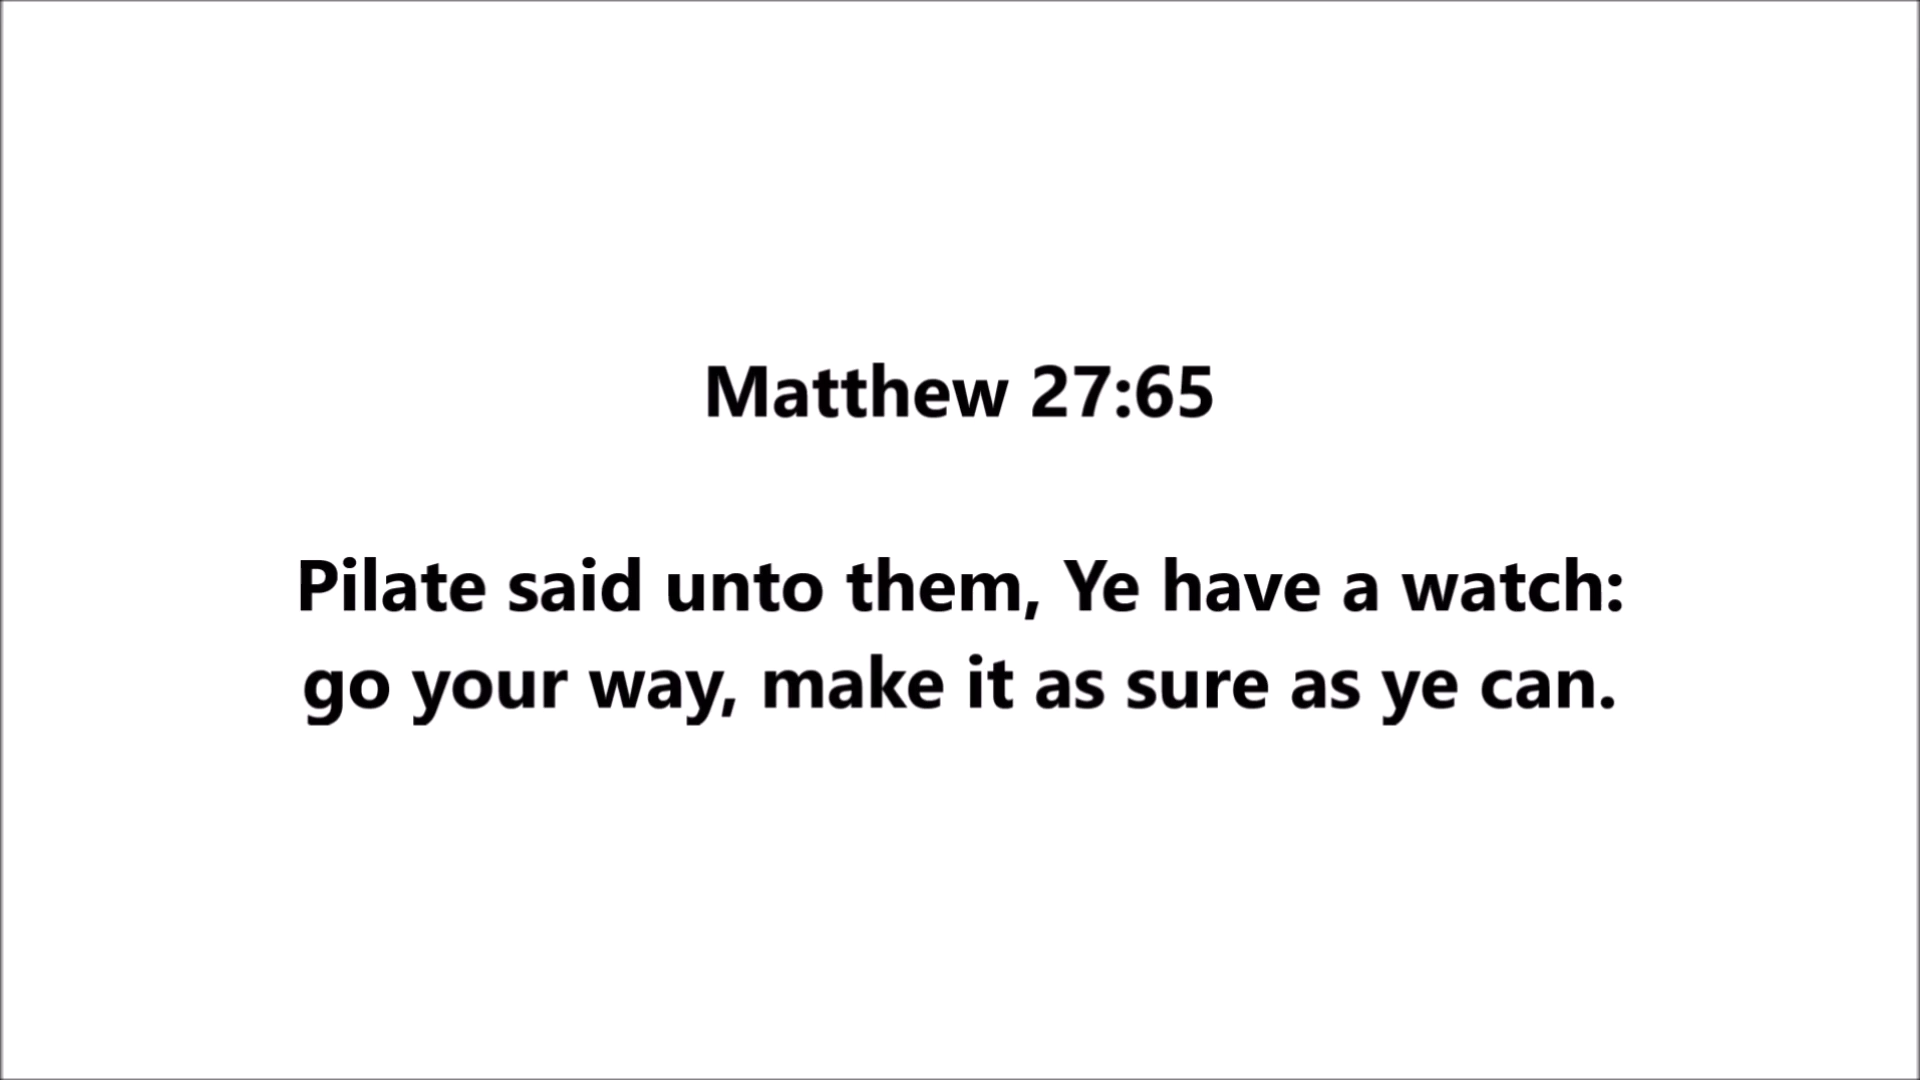 Matthew 27:65
Pilate said unto them, Ye have a watch:
go your way, make it as sure as ye can.